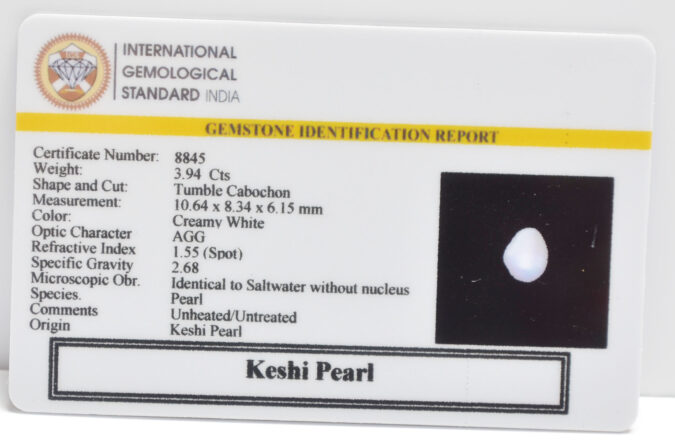 INTERNATIONAL
GEMOLOGICAL
STANDARD INDIA
GEMSTONE IDENTIFICATION REPORT
Certificate Number: 8845
Weight: 3.94 Cts
Shape and Cut: Tumble Cabochon
Measurement: 10.64 x 8.34 x 6.15 mm
Color: Creamy White
Optic Character AGG
Refractive Index 1.55 (Spot)
Specific Gravity 2.68
Microscopic Obr. Identical to Saltwater without nucleus
Species. Pearl
Comments Unheated/Untreated
Origin Keshi Pearl
Keshi Pearl